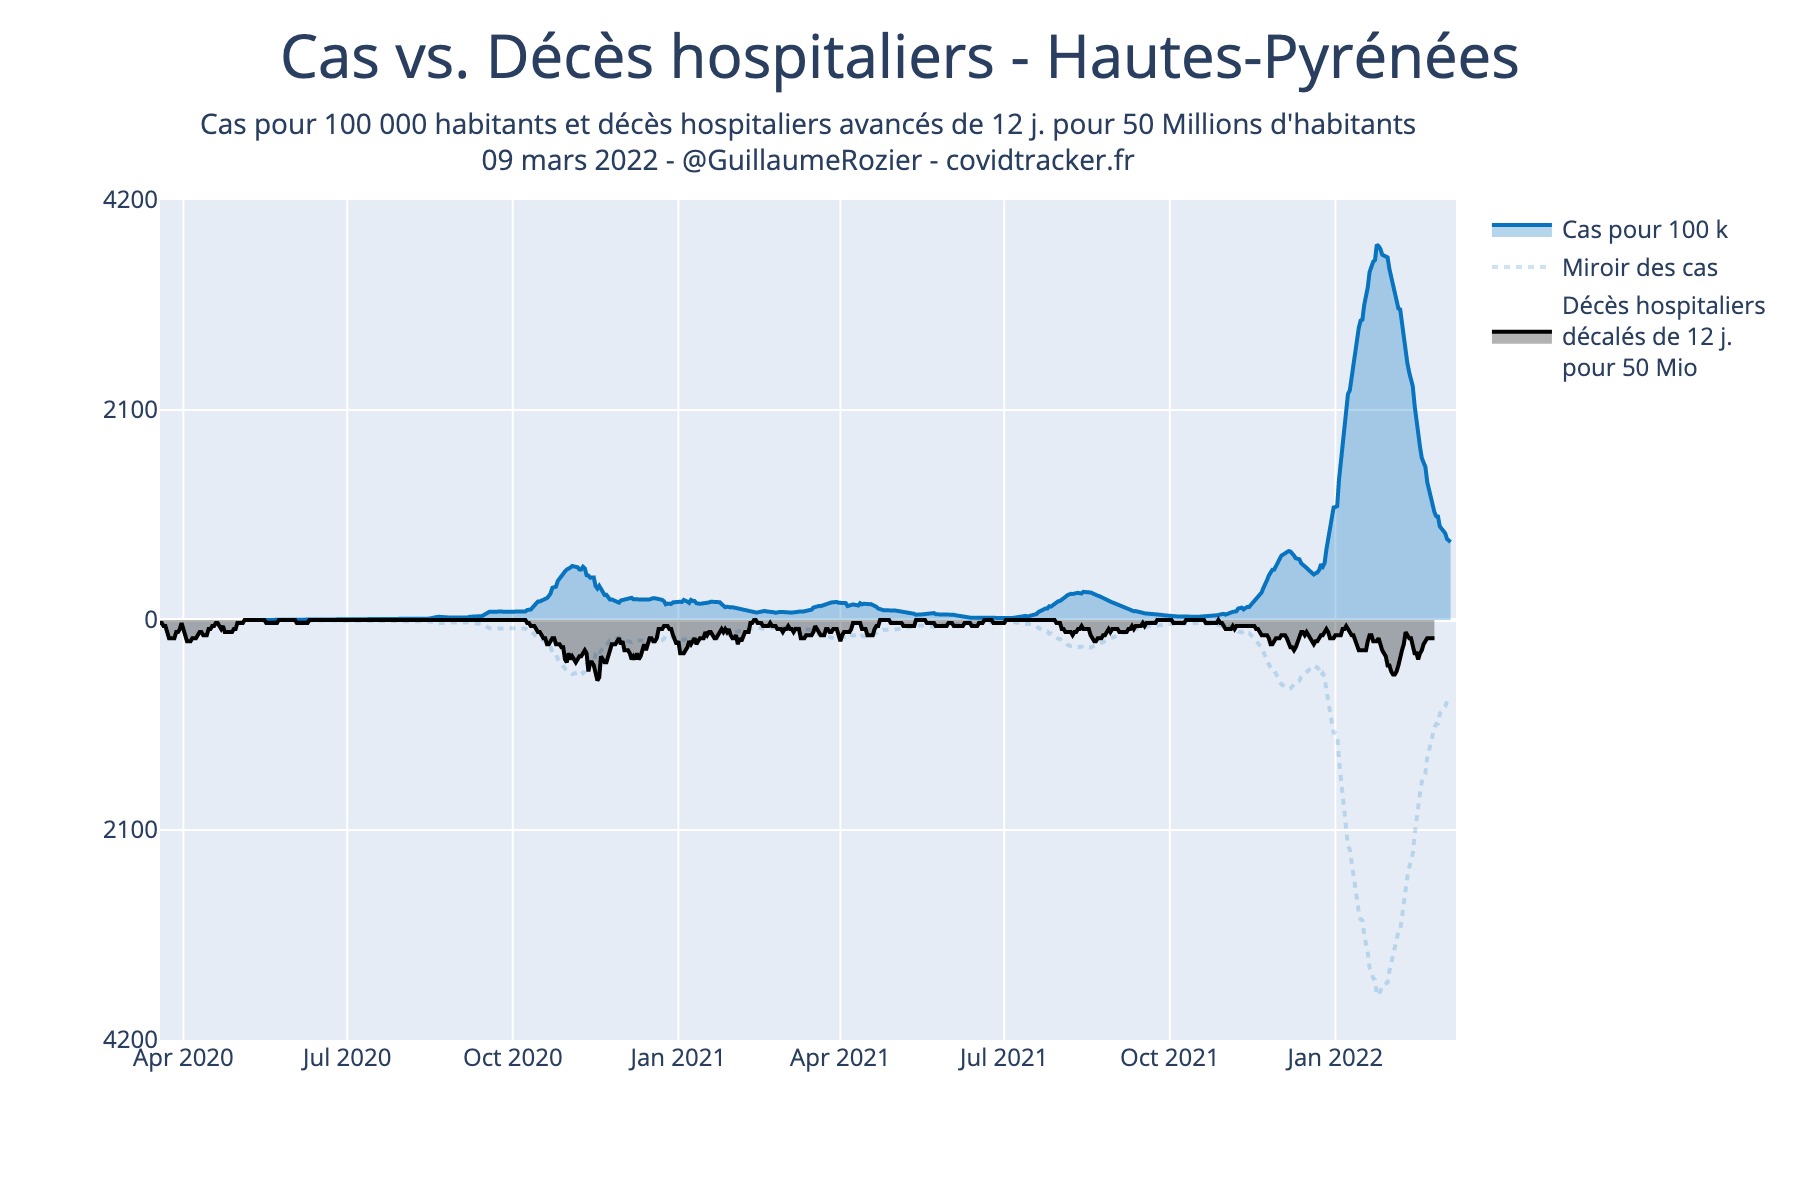 Cas vs. Décès hospitaliers - Hautes-Pyrénées
Cas pour 100 000 habitants et décès hospitaliers avancés de 12 j. pour 50 Millions d'habitants
09 mars 2022 - @GuillaumeRozier - covidtracker.fr
4200
2100
0
2100
4200
Apr 2020
Jul 2020
Oct 2020
Jan 2021
Apr 2021
Jul 2021
Oct 2021
Jan 2022
Cas pour 100 k
Miroir des cas
Décès hospitaliers
décalés de 12 j.
pour 50 Mio